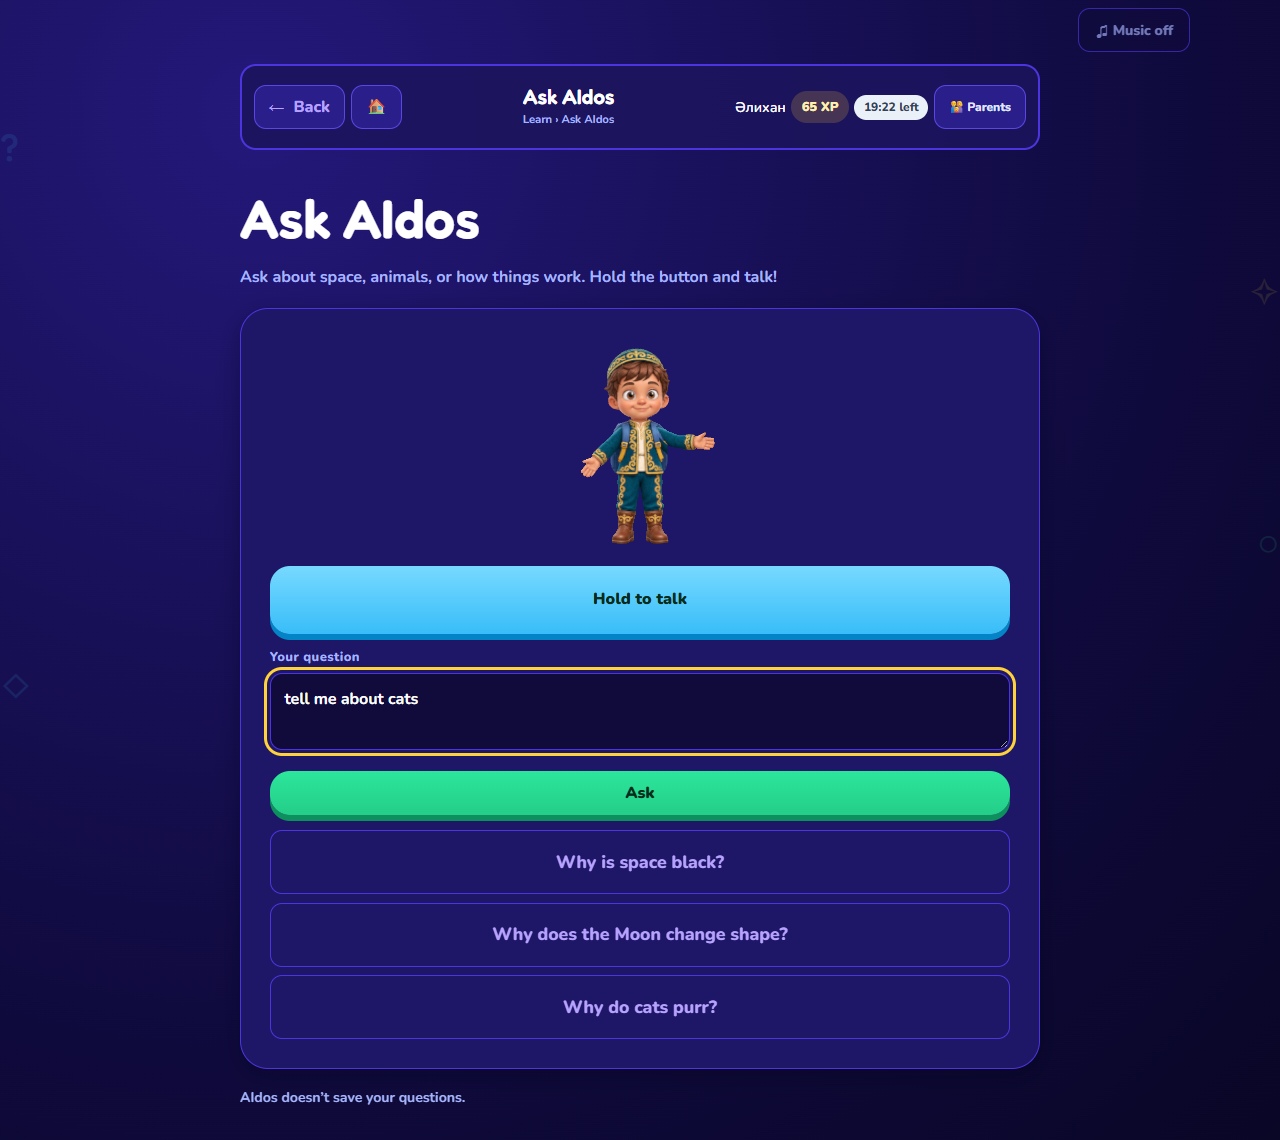 ♫ Music off
← Back
Ask Aldos
Learn › Ask Aldos
Әлихан
65 XP
19:22 left
Parents
Ask Aldos
Ask about space, animals, or how things work. Hold the button and talk!
Hold to talk
Your question
tell me about cats
Ask
Why is space black?
Why does the Moon change shape?
Why do cats purr?
Aldos doesn't save your questions.